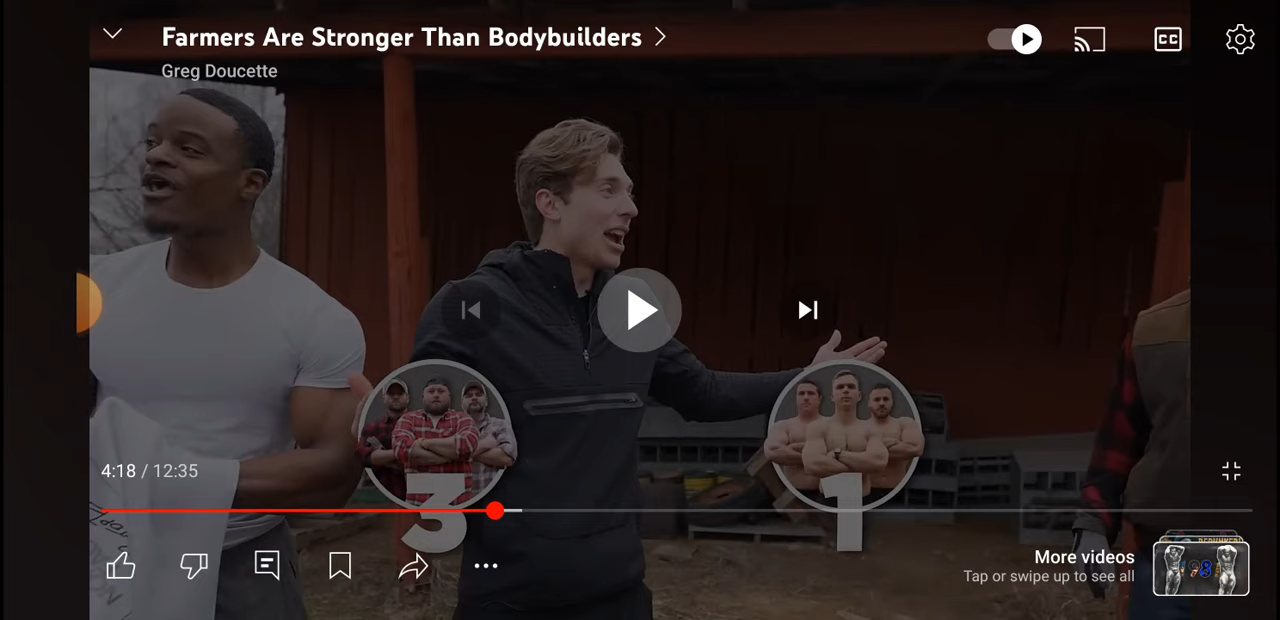 Farmers Are Stronger Than Bodybuilders
Greg Doucette
CC
4:18 / 12:35
3
1
More videos
Tap or swipe up to see all